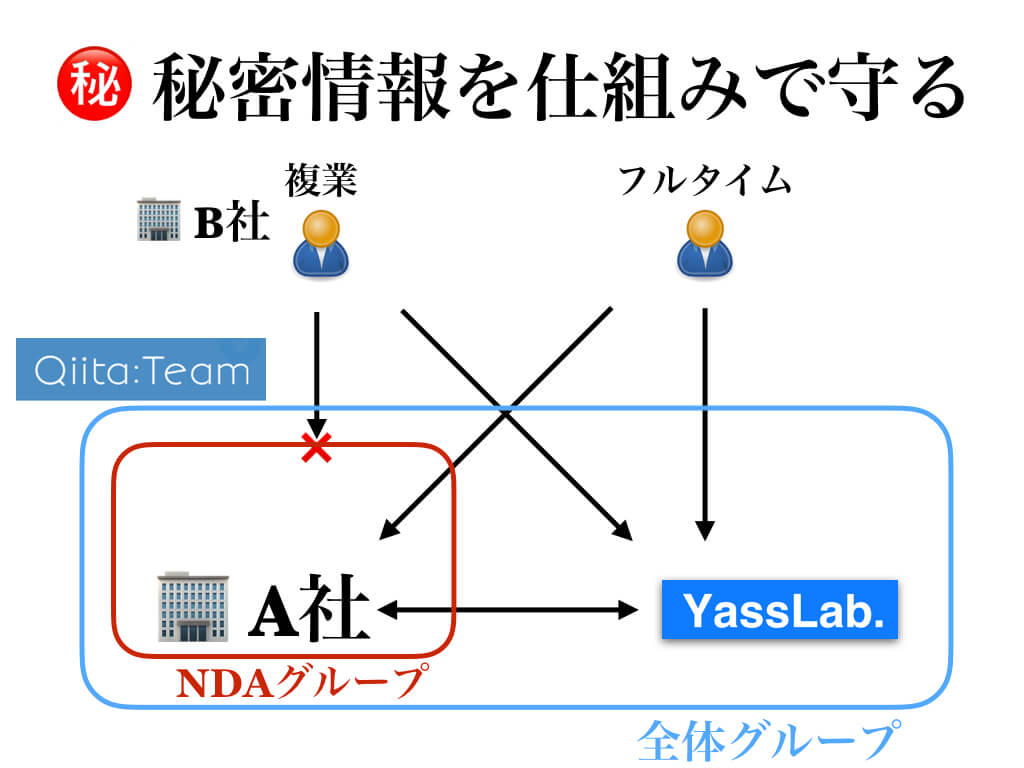 秘 秘密情報を仕組みで守る
複業
フルタイム
B社
Qiita:Team
A社
YassLab.
NDAグループ
全体グループ